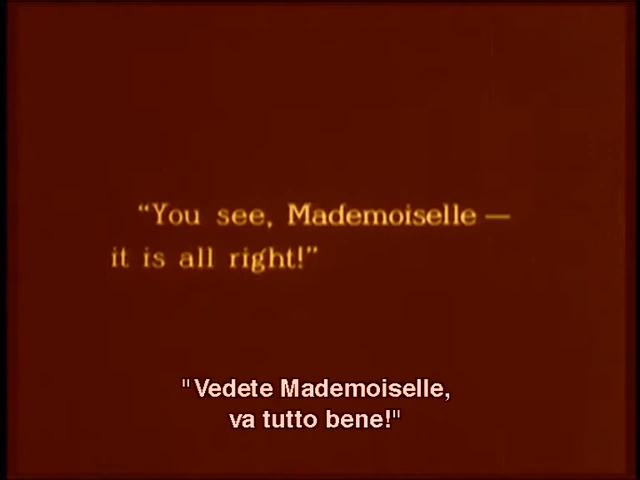 “You see, Mademoiselle —
it is all right!”
"Vedete Mademoiselle,
va tutto bene!"